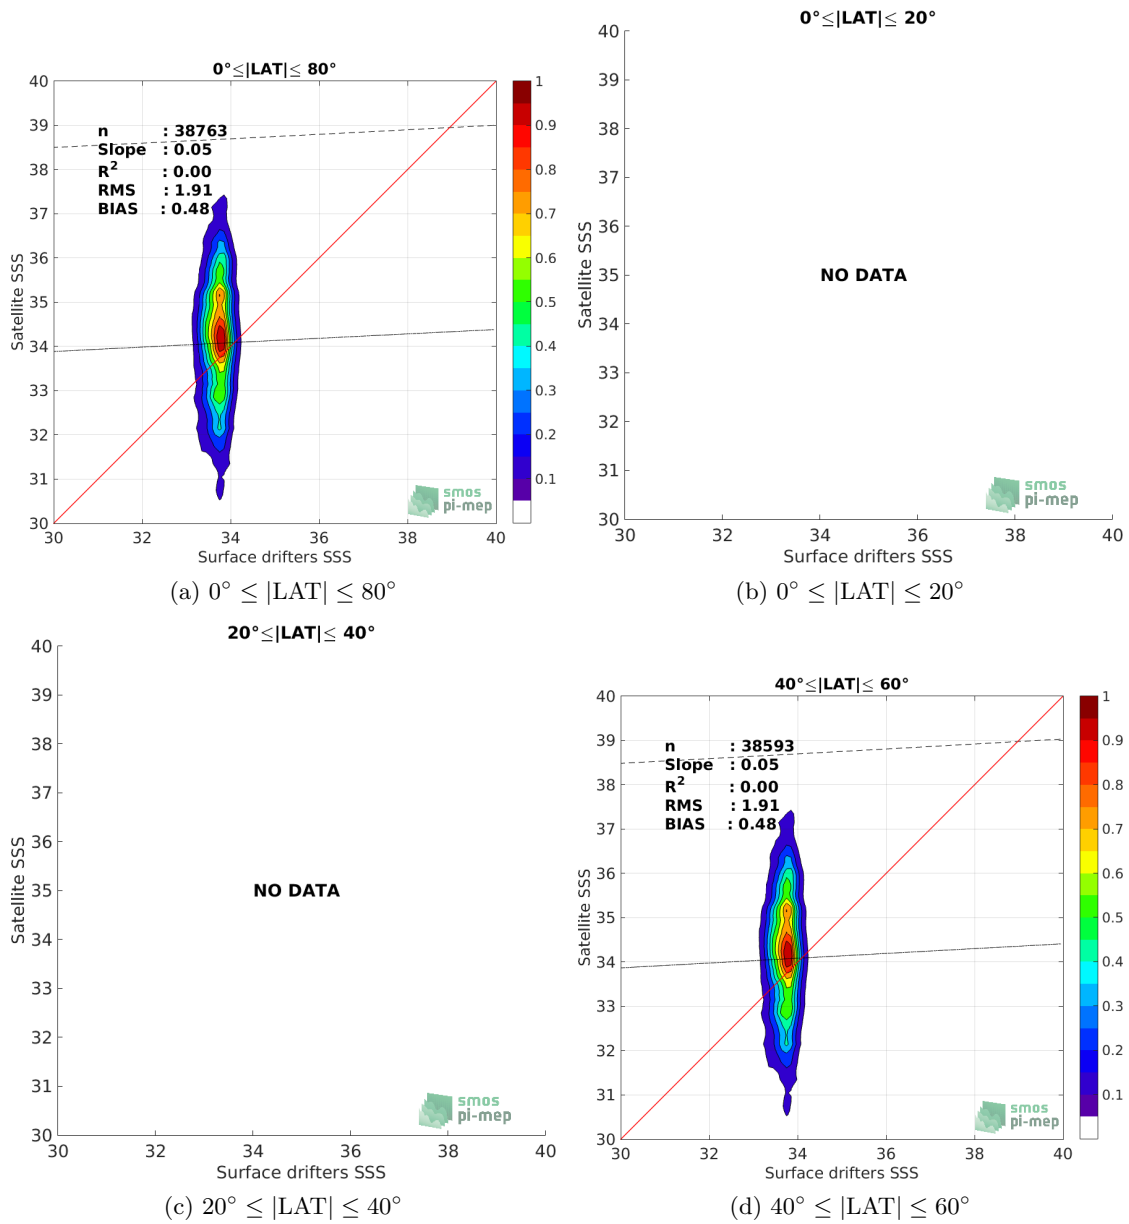 0°≤|LAT|≤ 80°
n : 38763
Slope : 0.05
R2 : 0.00
RMS : 1.91
BIAS : 0.48
40
39
38
37
36
35
34
33
32
31
30
Satellite SSS
30 32 34 36 38 40
Surface drifters SSS
1
0.9
0.8
0.7
0.6
0.5
0.4
0.3
0.2
0.1
smos
pi-mep
(a) 0° ≤ |LAT| ≤ 80°
0°≤|LAT|≤ 20°
40
39
38
37
36
35
34
33
32
31
30
Satellite SSS
NO DATA
30 32 34 36 38 40
Surface drifters SSS
smos
pi-mep
(b) 0° ≤ |LAT| ≤ 20°
20°≤|LAT|≤ 40°
40
39
38
37
36
35
34
33
32
31
30
Satellite SSS
NO DATA
30 32 34 36 38 40
Surface drifters SSS
smos
pi-mep
(c) 20° ≤ |LAT| ≤ 40°
40°≤|LAT|≤ 60°
n : 38593
Slope : 0.05
R2 : 0.00
RMS : 1.91
BIAS : 0.48
40
39
38
37
36
35
34
33
32
31
30
Satellite SSS
30 32 34 36 38 40
Surface drifters SSS
1
0.9
0.8
0.7
0.6
0.5
0.4
0.3
0.2
0.1
smos
pi-mep
(d) 40° ≤ |LAT| ≤ 60°